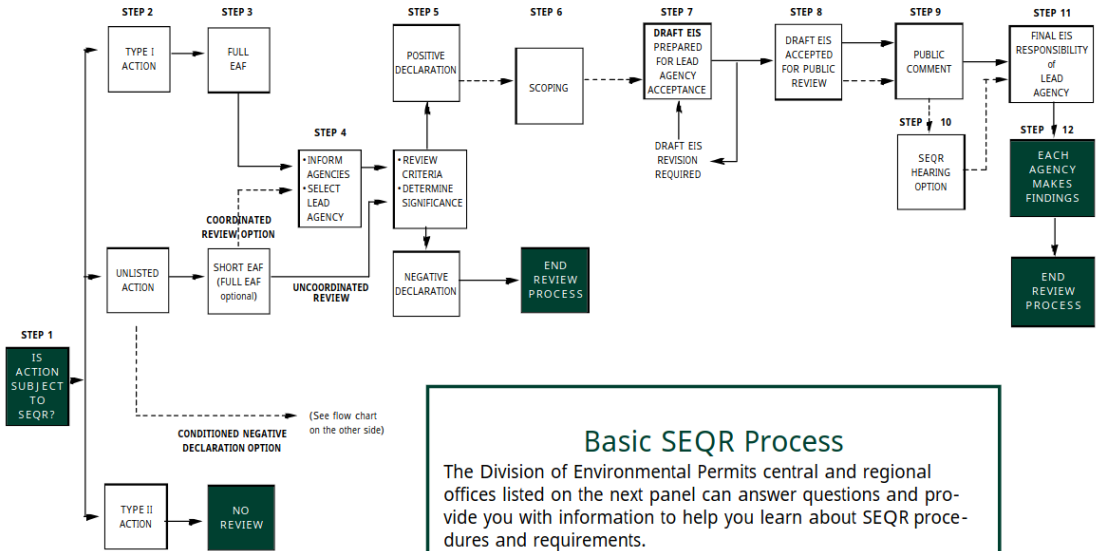 STEP 2
STEP 3
STEP 5
STEP 6
STEP 7
STEP 8
STEP 9
STEP 11
TYPE I
ACTION
FULL
EAF
POSITIVE
DECLARATION
SCOPING
DRAFT EIS
PREPARED
FOR LEAD
AGENCY
ACCEPTANCE
DRAFT EIS
ACCEPTED
FOR PUBLIC
REVIEW
PUBLIC
COMMENT
FINAL EIS
RESPONSIBILITY
of
LEAD
AGENCY
STEP 4
• INFORM
AGENCIES
• SELECT
LEAD
AGENCY
• REVIEW
CRITERIA
• DETERMINE
SIGNIFICANCE
DRAFT EIS
REVISION
REQUIRED
STEP 10
SEQR
HEARING
OPTION
STEP 12
EACH
AGENCY
MAKES
FINDINGS
COORDINATED
REVIEW OPTION
UNLISTED
ACTION
SHORT EAF
(FULL EAF
optional)
UNCOORDINATED
REVIEW
NEGATIVE
DECLARATION
END
REVIEW
PROCESS
END
REVIEW
PROCESS
STEP 1
IS
ACTION
SUBJECT
TO
SEQR?
(See flow chart
on the other side)
CONDITIONED NEGATIVE
DECLARATION OPTION
TYPE II
ACTION
NO
REVIEW
Basic SEQR Process
The Division of Environmental Permits central and regional
offices listed on the next panel can answer questions and pro-
vide you with information to help you learn about SEQR proce-
dures and requirements.